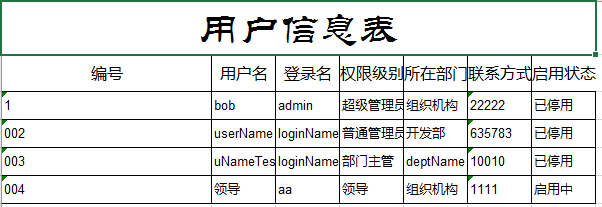 用户信息表
编号 用户名 登录名 权限级别 所在部门 联系方式 启用状态
1 bob admin 超级管理员 组织机构 22222 已停用
002 userName loginName 普通管理员 开发部 635783 已停用
003 uNameTes loginName 部门主管 deptName 10010 已停用
004 领导 aa 领导 组织机构 1111 启用中